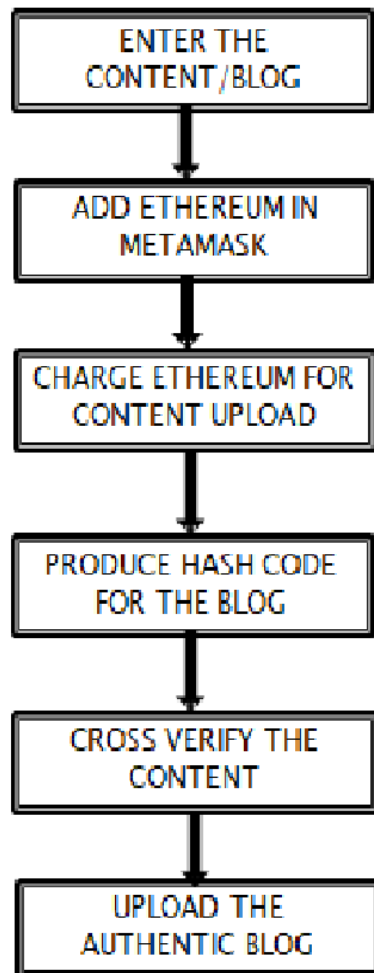 ENTER THE
CONTENT/BLOG
ADD ETHEREUM IN
METAMASK
CHARGE ETHEREUM FOR
CONTENT UPLOAD
PRODUCE HASH CODE
FOR THE BLOG
CROSS VERIFY THE
CONTENT
UPLOAD THE
AUTHENTIC BLOG